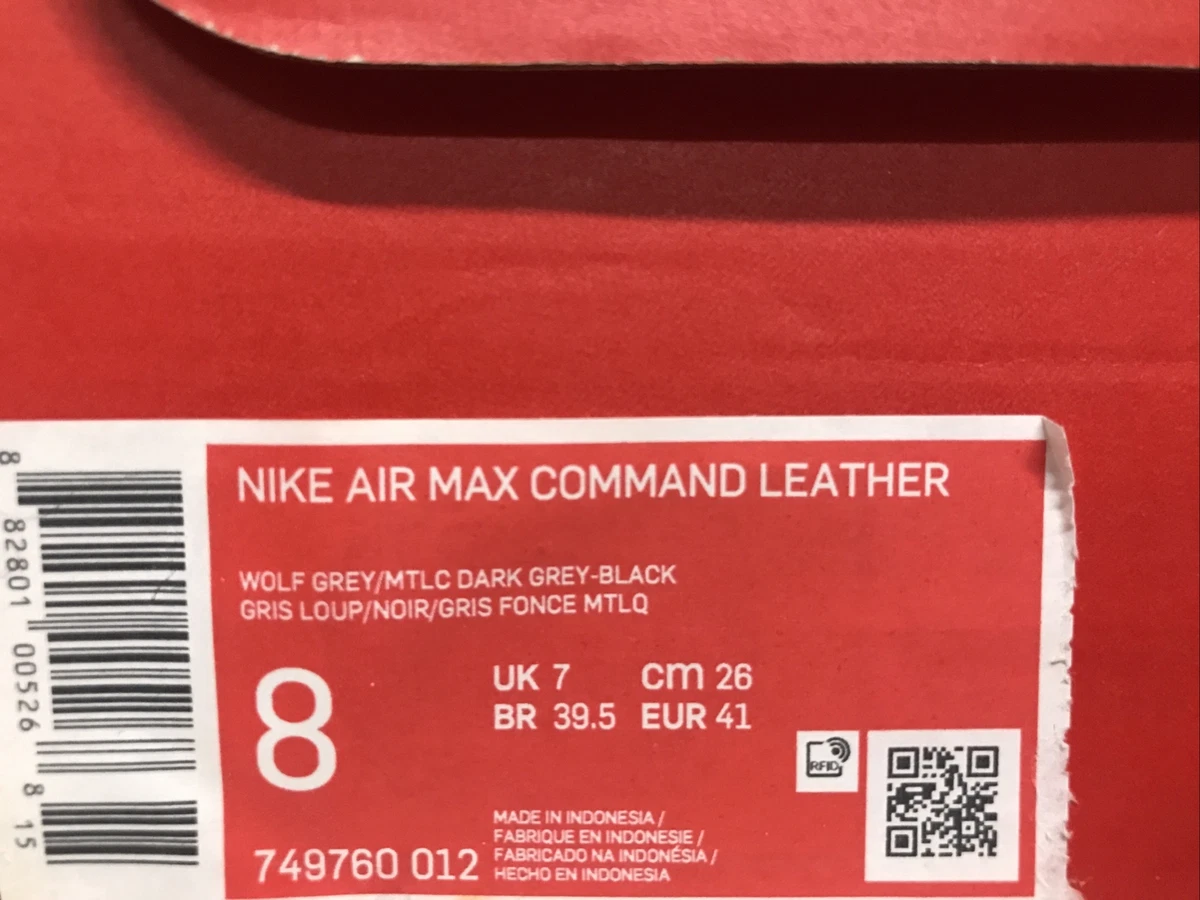 NIKE AIR MAX COMMAND LEATHER
WOLF GREY/MTLC DARK GREY-BLACK
GRIS LOUP/NOIR/GRIS FONCE MTLQ
8
UK 7 cm 26
BR 39.5 EUR 41
RFID
749760 012
MADE IN INDONESIA /
FABRIQUE EN INDONESIE /
FABRICADO NA INDONÉSIA /
HECHO EN INDONESIA
8 82801 00526 8 15